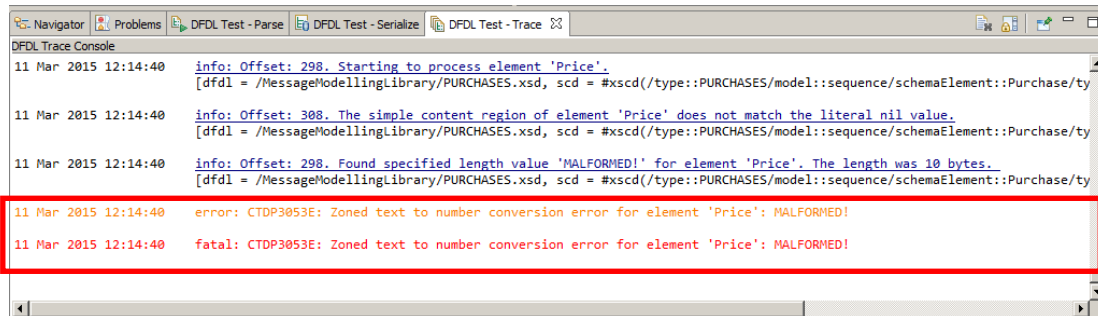 Navigator Problems DFDL Test - Parse DFDL Test - Serialize DFDL Test - Trace
DFDL Trace Console
11 Mar 2015 12:14:40 info: Offset: 298. Starting to process element 'Price'.
[dfdl = /MessageModellingLibrary/PURCHASES.xsd, scd = #xscd(/type::PURCHASES/model::sequence/schemaElement::Purchase/ty
11 Mar 2015 12:14:40 info: Offset: 308. The simple content region of element 'Price' does not match the literal nil value.
[dfdl = /MessageModellingLibrary/PURCHASES.xsd, scd = #xscd(/type::PURCHASES/model::sequence/schemaElement::Purchase/ty
11 Mar 2015 12:14:40 info: Offset: 298. Found specified length value 'MALFORMED!' for element 'Price'. The length was 10 bytes.
[dfdl = /MessageModellingLibrary/PURCHASES.xsd, scd = #xscd(/type::PURCHASES/model::sequence/schemaElement::Purchase/ty
11 Mar 2015 12:14:40 error: CTDP3053E: Zoned text to number conversion error for element 'Price': MALFORMED!
11 Mar 2015 12:14:40 fatal: CTDP3053E: Zoned text to number conversion error for element 'Price': MALFORMED!